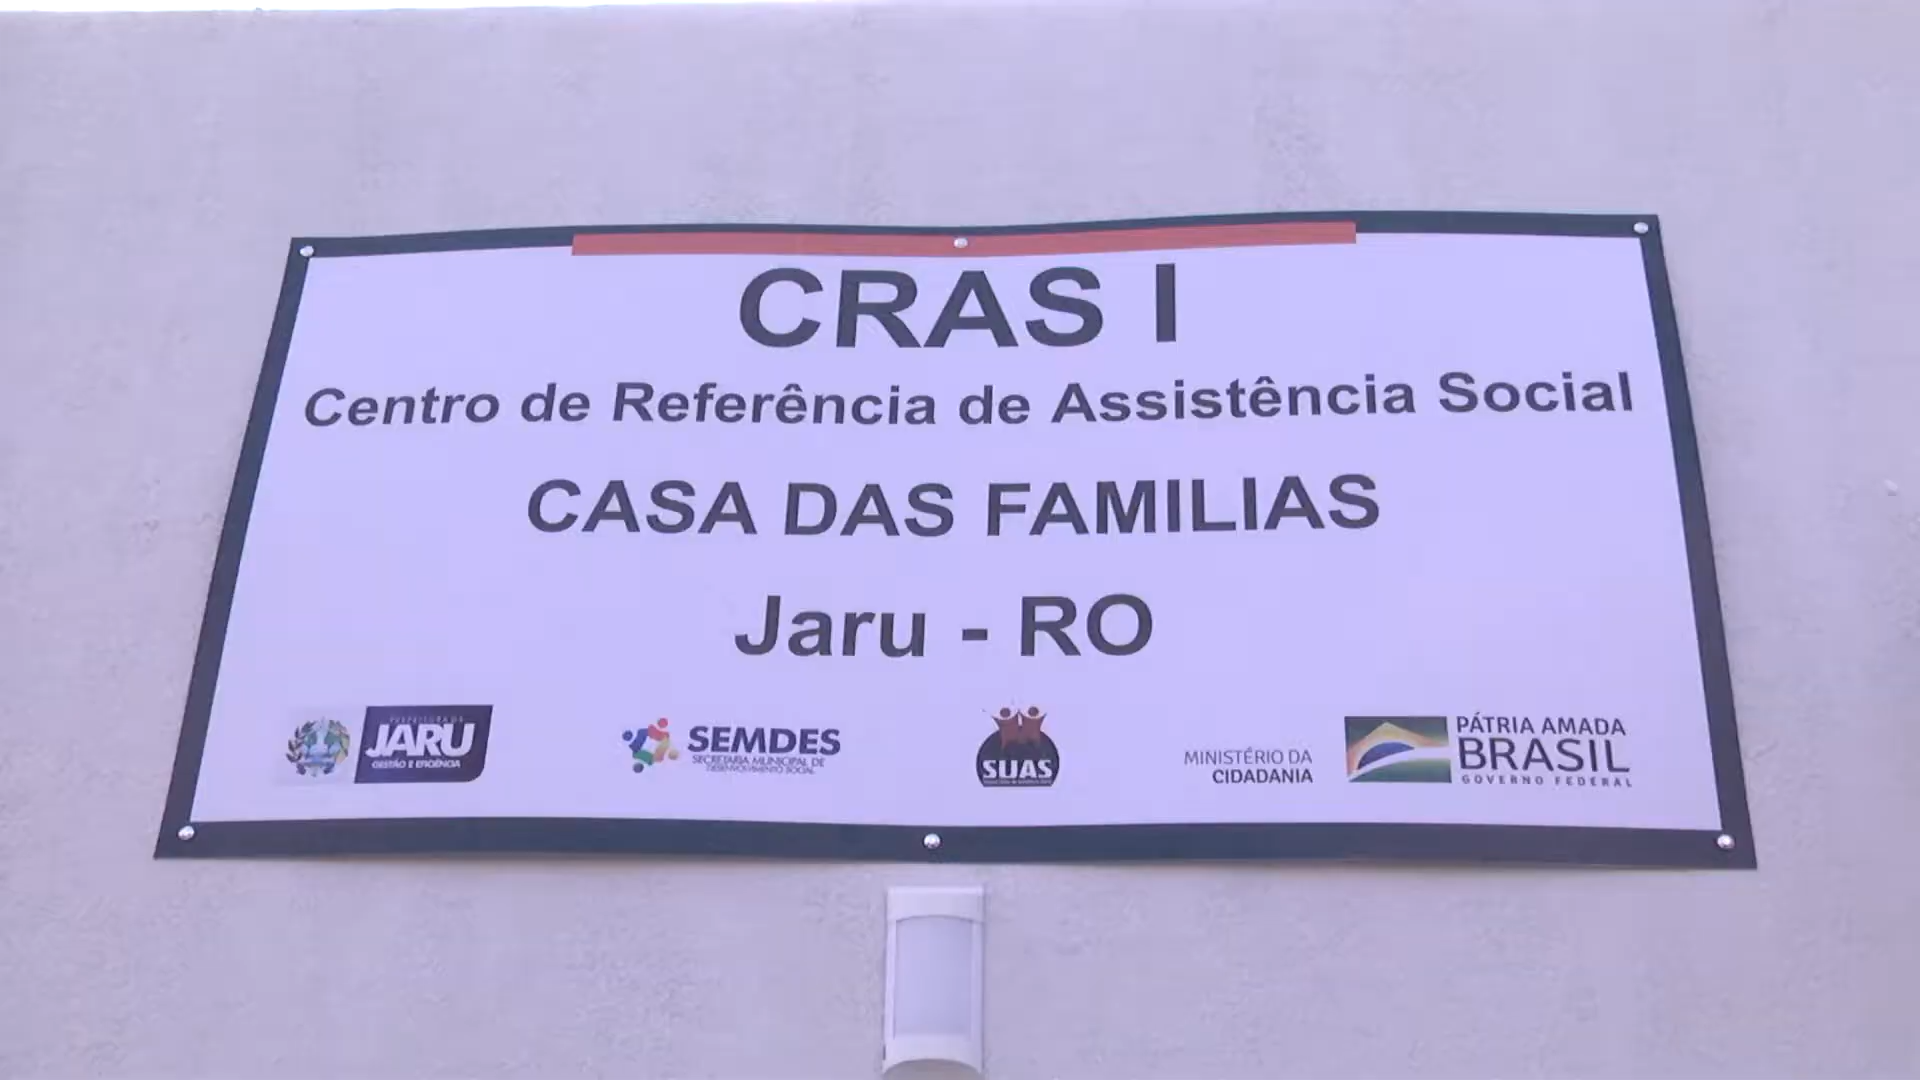 CRAS I
Centro de Referência de Assistência Social
CASA DAS FAMILIAS
Jaru - RO
PREFEITURA DE
JARU
GESTÃO E EFICIÊNCIA
SEMDES
SECRETARIA MUNICIPAL DE
DESENVOLVIMENTO SOCIAL
SUAS
MINISTÉRIO DA
CIDADANIA
PÁTRIA AMADA
BRASIL
GOVERNO FEDERAL